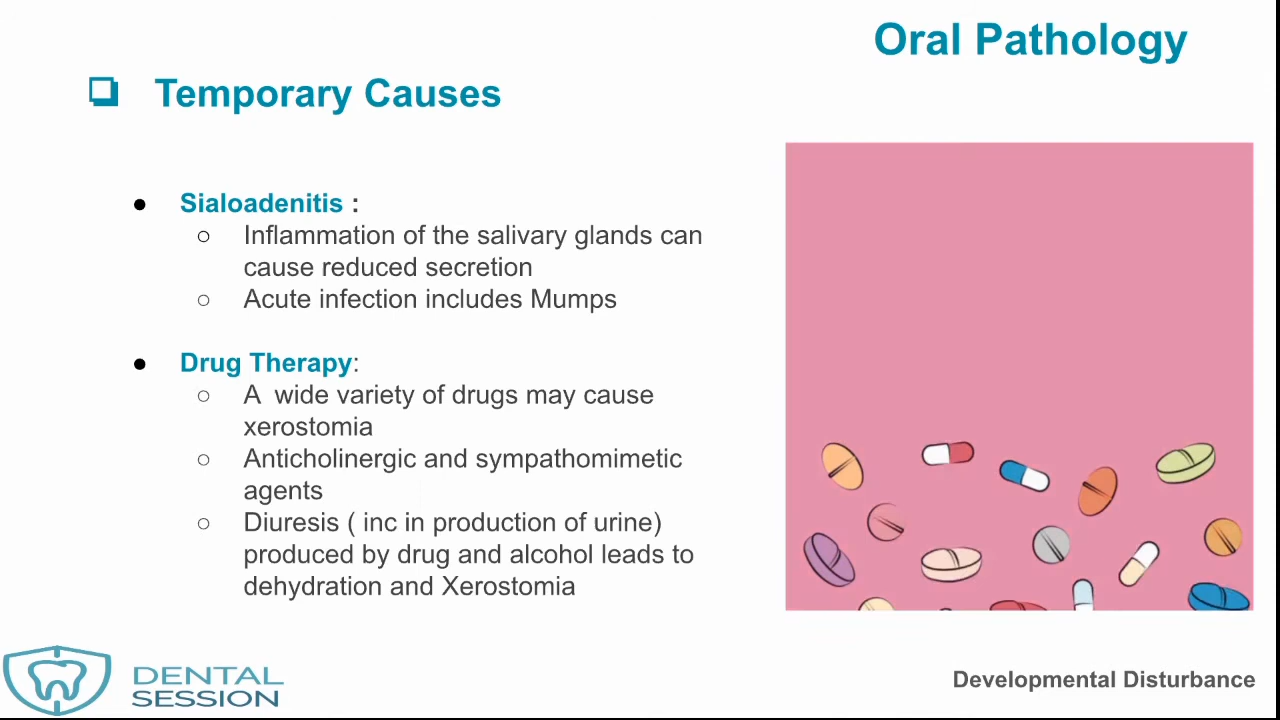 Oral Pathology
❑ Temporary Causes
● Sialoadenitis :
○ Inflammation of the salivary glands can
cause reduced secretion
○ Acute infection includes Mumps
● Drug Therapy:
○ A wide variety of drugs may cause
xerostomia
○ Anticholinergic and sympathomimetic
agents
○ Diuresis ( inc in production of urine)
produced by drug and alcohol leads to
dehydration and Xerostomia
DENTAL
SESSION
Developmental Disturbance